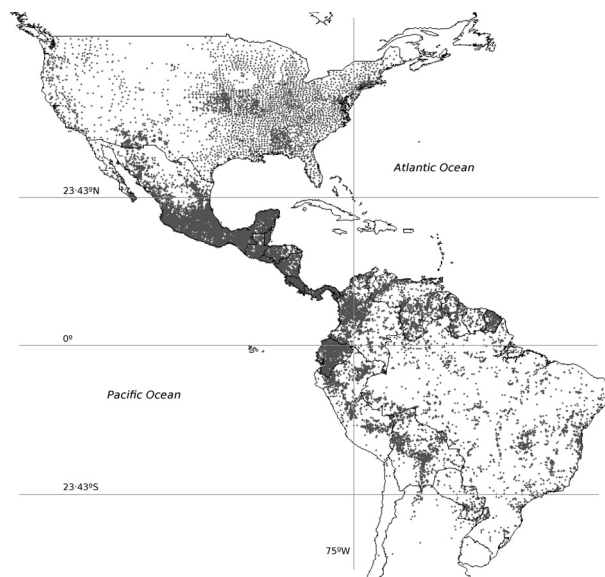 Atlantic Ocean
23·43ºN
0º
Pacific Ocean
23·43ºS
75ºW